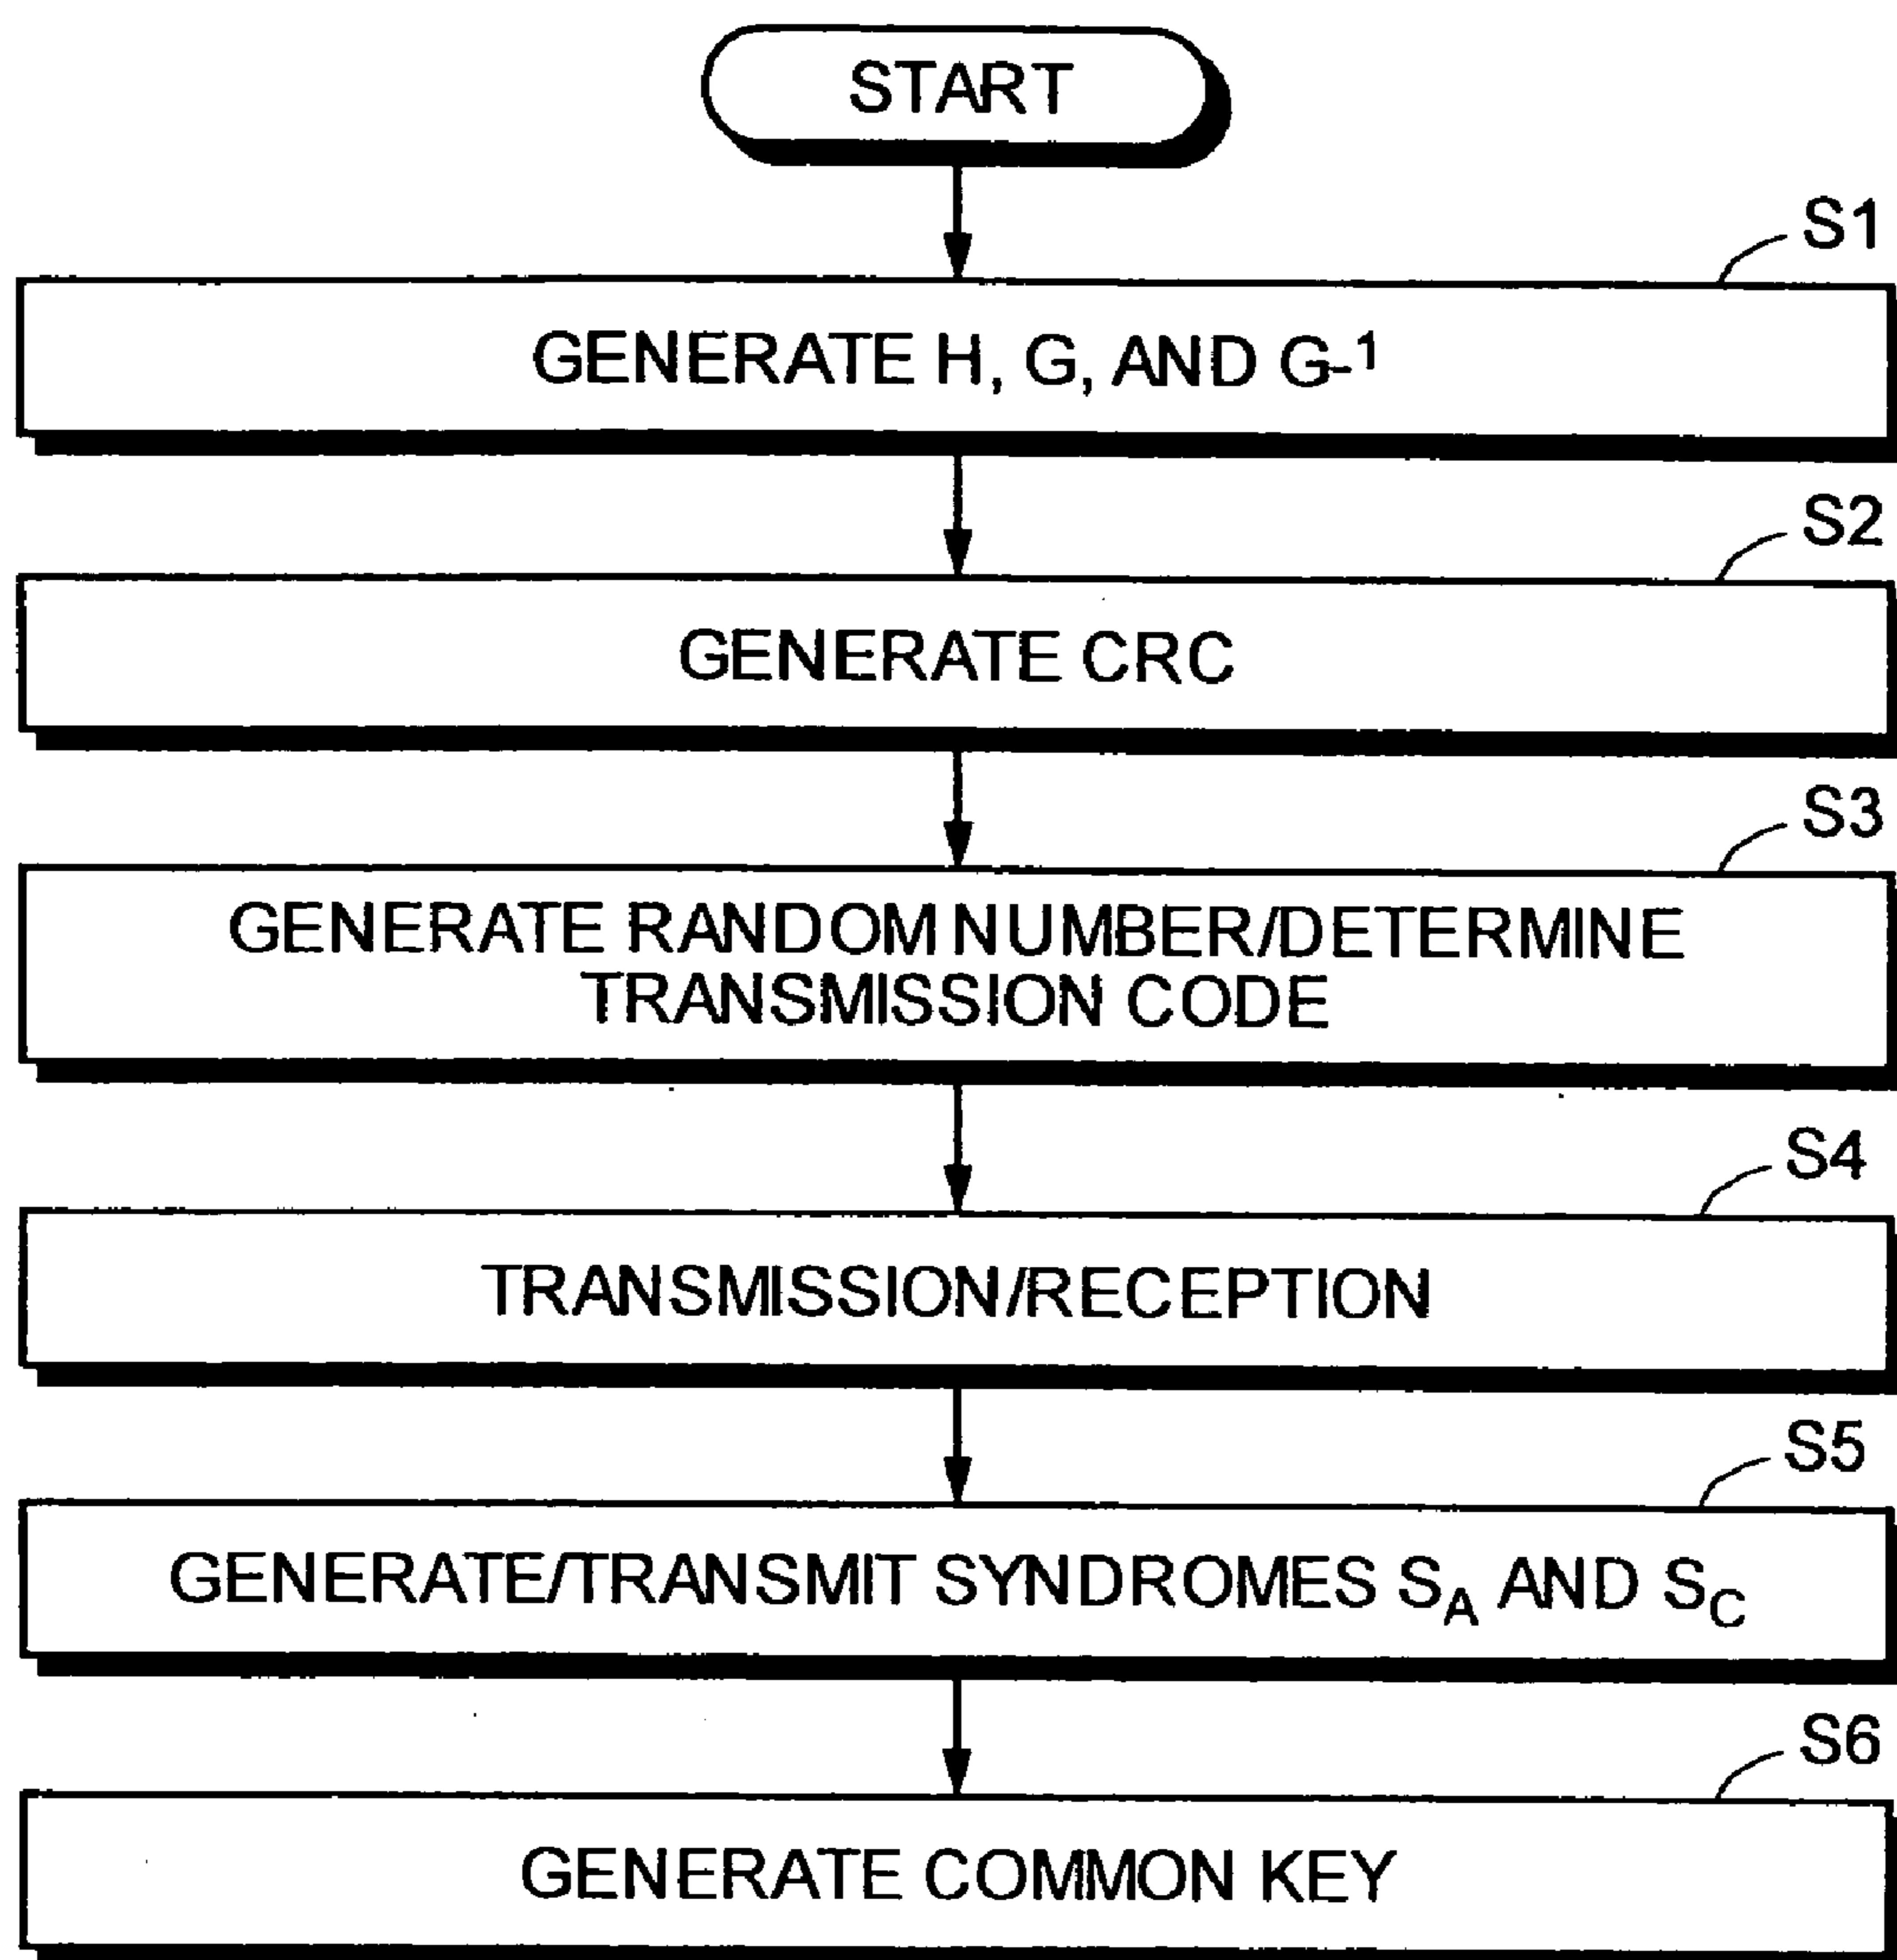 START
S1
GENERATE H, G, AND G-1
S2
GENERATE CRC
S3
GENERATE RANDOM NUMBER/DETERMINE
TRANSMISSION CODE
S4
TRANSMISSION/RECEPTION
S5
GENERATE/TRANSMIT SYNDROMES SA AND SC
S6
GENERATE COMMON KEY